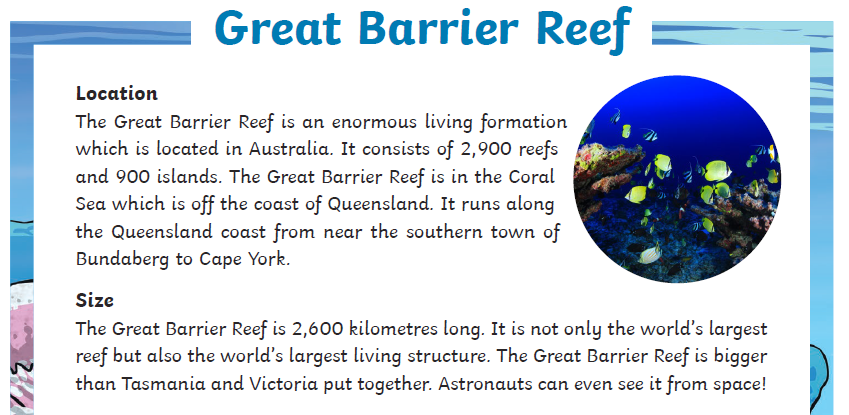 Great Barrier Reef
Location
The Great Barrier Reef is an enormous living formation
which is located in Australia. It consists of 2,900 reefs
and 900 islands. The Great Barrier Reef is in the Coral
Sea which is off the coast of Queensland. It runs along
the Queensland coast from near the southern town of
Bundaberg to Cape York.
Size
The Great Barrier Reef is 2,600 kilometres long. It is not only the world's largest
reef but also the world's largest living structure. The Great Barrier Reef is bigger
than Tasmania and Victoria put together. Astronauts can even see it from space!